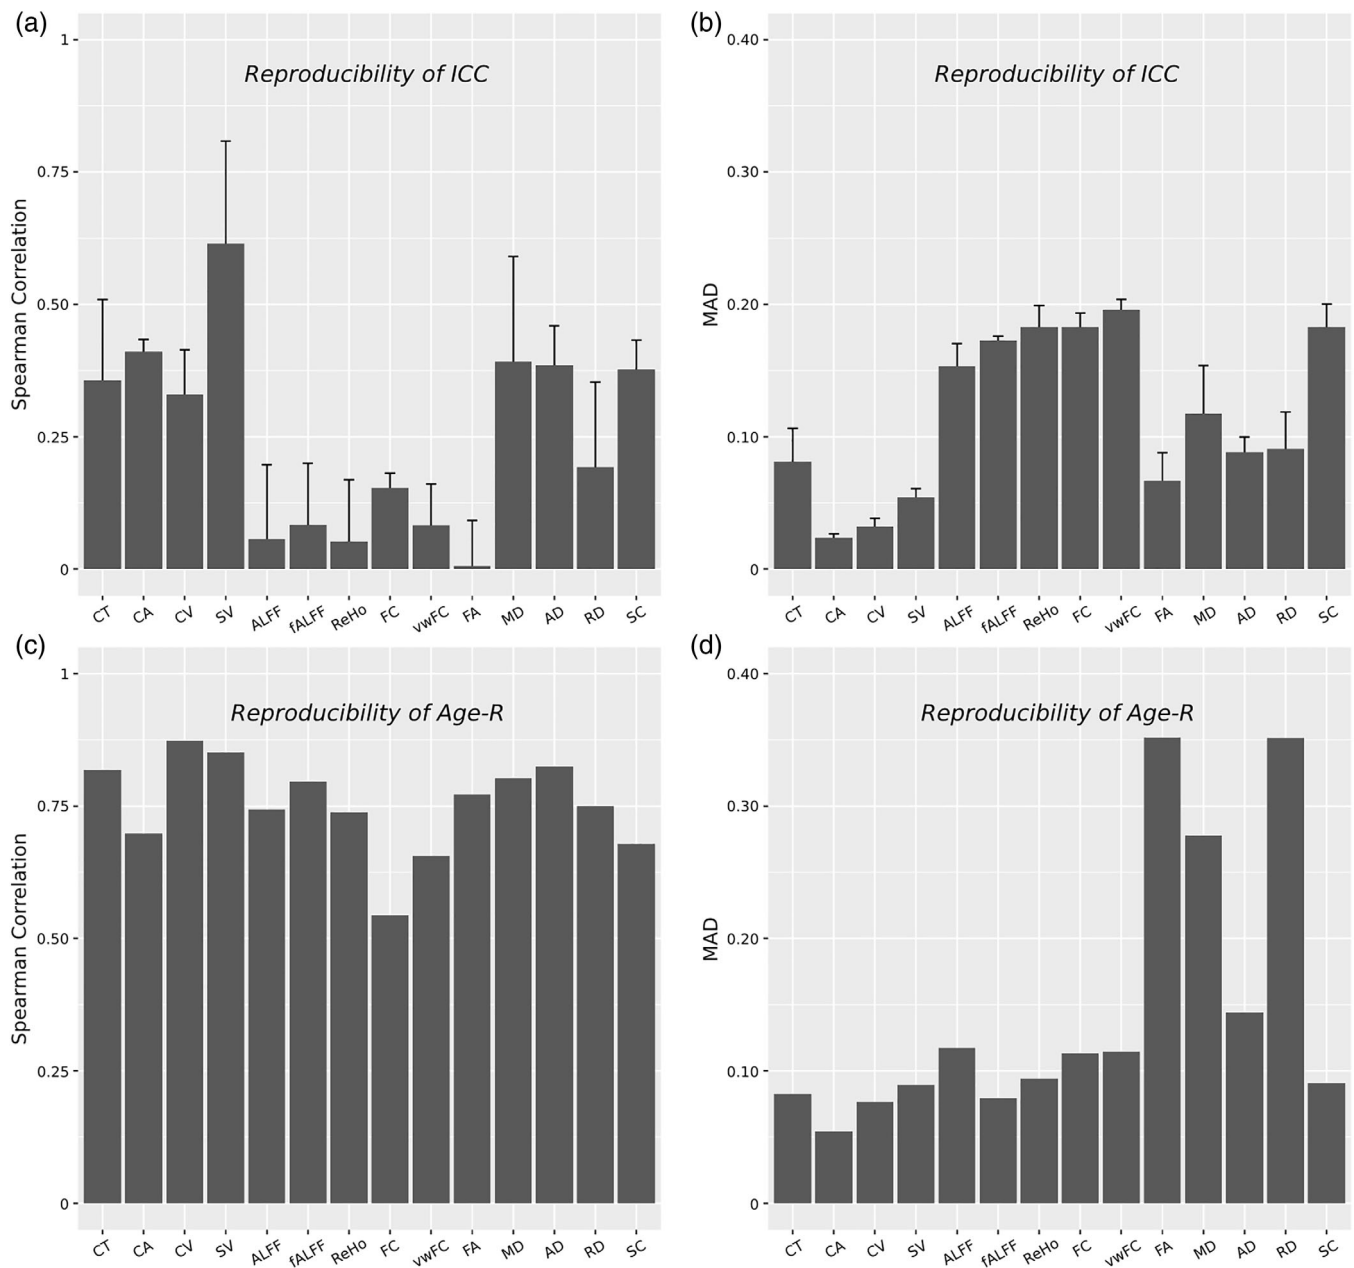 (a)
Reproducibility of ICC
Spearman Correlation
1
0.75
0.50
0.25
0
CT CA CV SV ALFF fALFF ReHo FC vwFC FA MD AD RD SC
(b)
Reproducibility of ICC
MAD
0.40
0.30
0.20
0.10
0
CT CA CV SV ALFF fALFF ReHo FC vwFC FA MD AD RD SC
(c)
Reproducibility of Age-R
Spearman Correlation
1
0.75
0.50
0.25
0
CT CA CV SV ALFF fALFF ReHo FC vwFC FA MD AD RD SC
(d)
Reproducibility of Age-R
MAD
0.40
0.30
0.20
0.10
0
CT CA CV SV ALFF fALFF ReHo FC vwFC FA MD AD RD SC